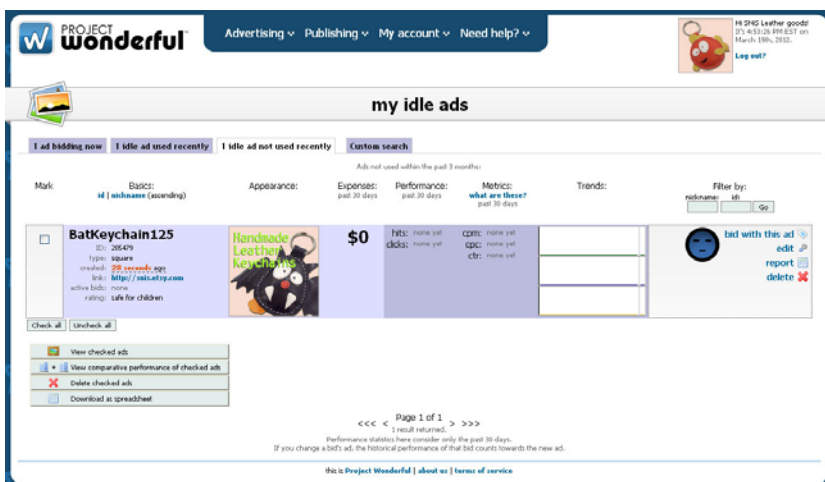 PROJECT
wonderful
Advertising Publishing My account Need help?
Hi SNIS Leather goods!
It's 4:53:26 PM EST on
March 19th, 2012.
Log out?
my idle ads
1 ad bidding now 1 idle ad used recently 1 idle ad not used recently Custom search
Ads not used within the past 3 months:
Mark Basics: Appearance: Expenses: Performance: Metrics: Trends: Filter by:
id | nickname (ascending) past 30 days past 30 days what are these? nickname: id:
past 30 days Go
BatKeychain125
ID: 205479
type: square
created: 28 seconds ago
link: http://snis.etsy.com
active bids: none
rating: safe for children
Handmade
Leather
Keychains
$0
hits: none yet cpm: none yet
clicks: none yet cpc: none yet
ctr: none yet
bid with this ad
edit
report
delete
Check all Uncheck all
View checked ads
+ View comparative performance of checked ads
Delete checked ads
Download as spreadsheet
<<< < Page 1 of 1 > >>>
1 result returned.
Performance statistics here consider only the past 30 days.
If you change a bid's ad, the historical performance of that bid counts towards the new ad.
this is Project Wonderful | about us | terms of service